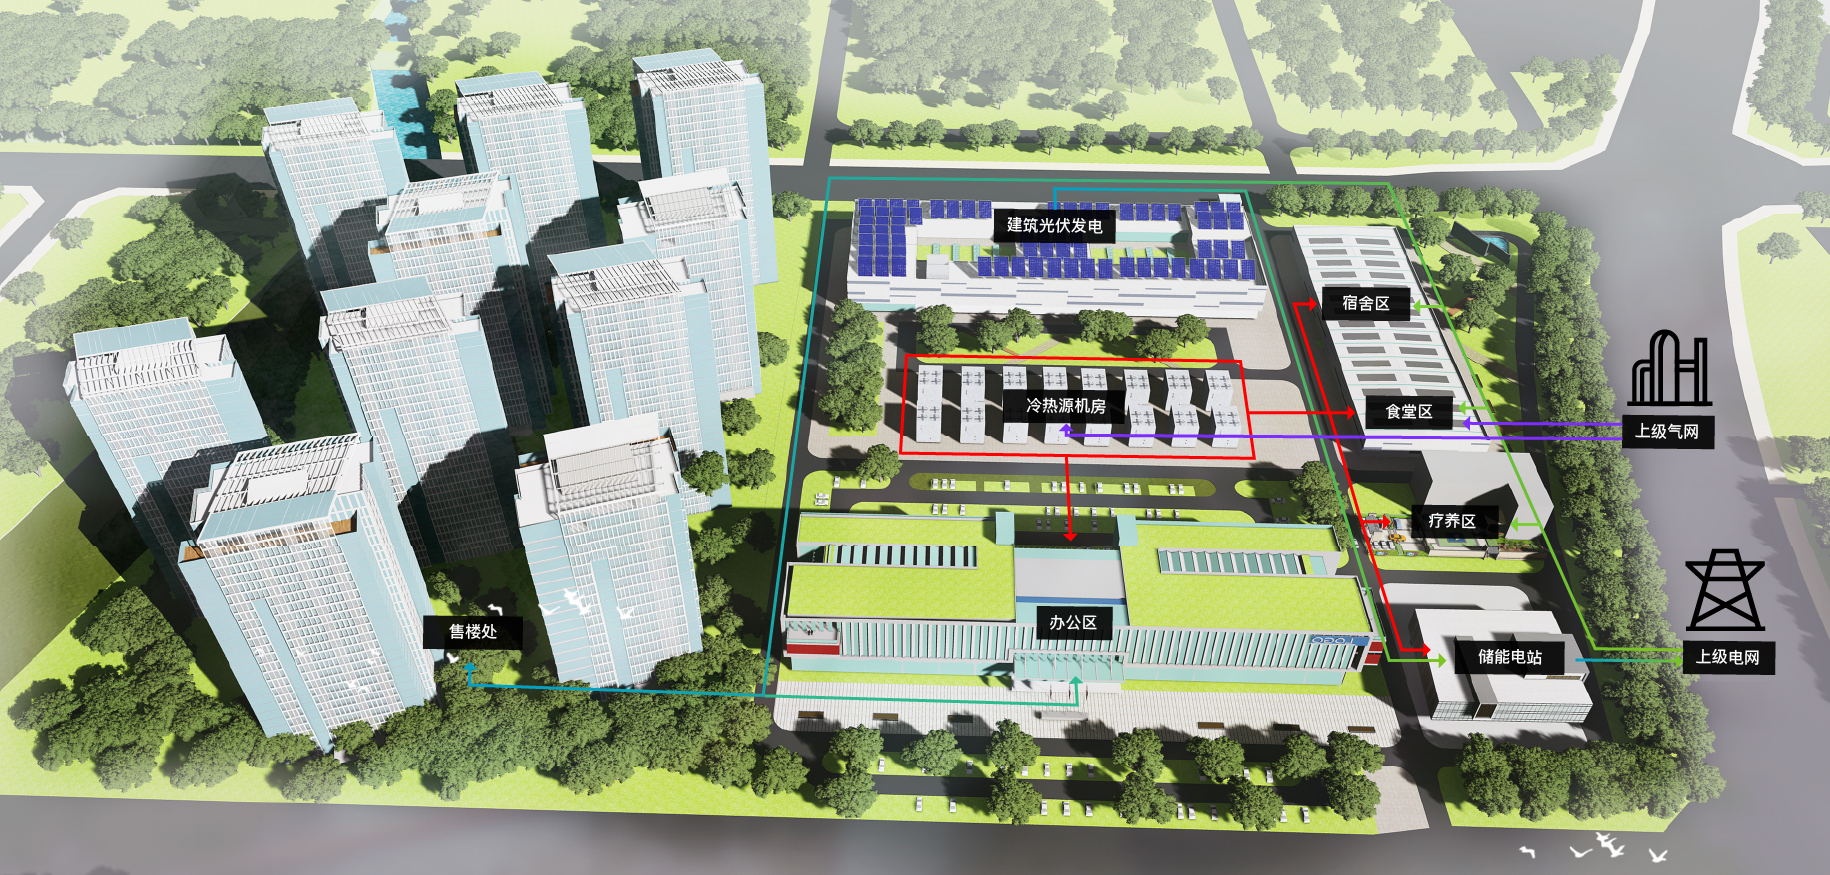 建筑光伏发电
宿舍区
冷热源机房
食堂区
上级气网
疗养区
办公区
售楼处
储能电站
上级电网